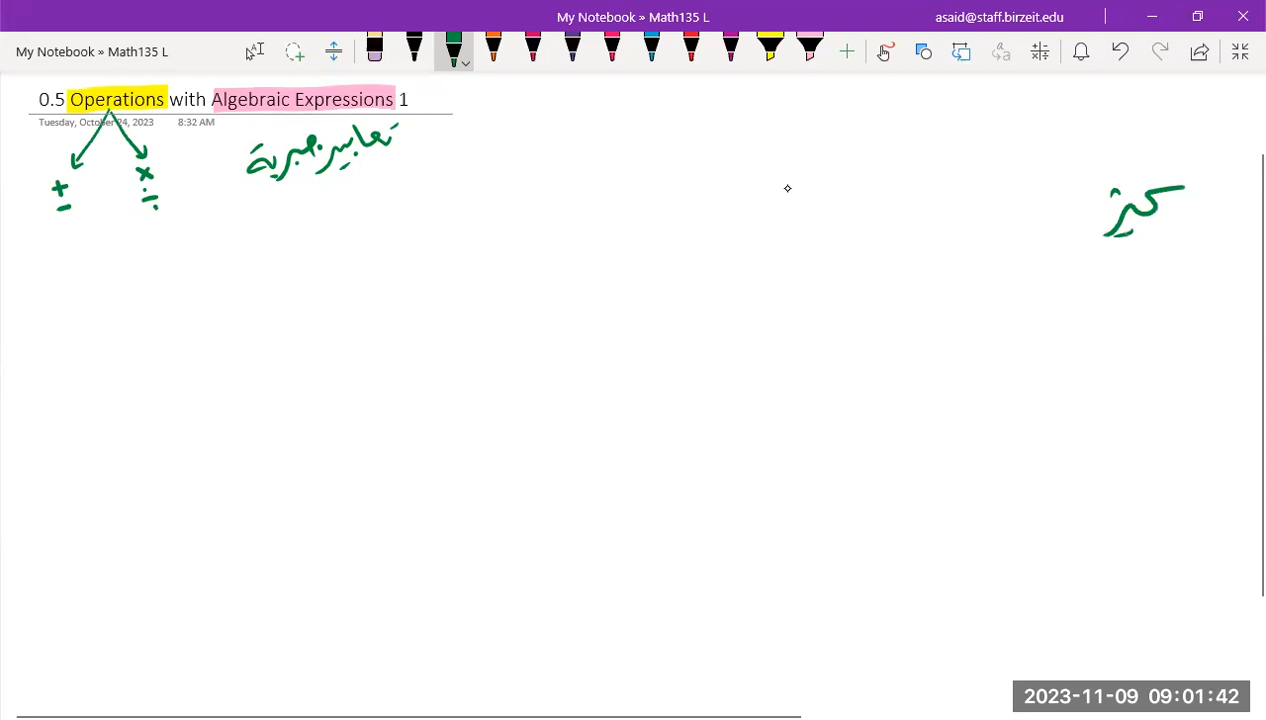 My Notebook » Math135 L
asaid@staff.birzeit.edu
My Notebook » Math135 L
0.5 Operations with Algebraic Expressions 1
Tuesday, October 24, 2023 8:32 AM
تعابير جبرية
+ ×
- ÷
كثير
2023-11-09 09:01:42